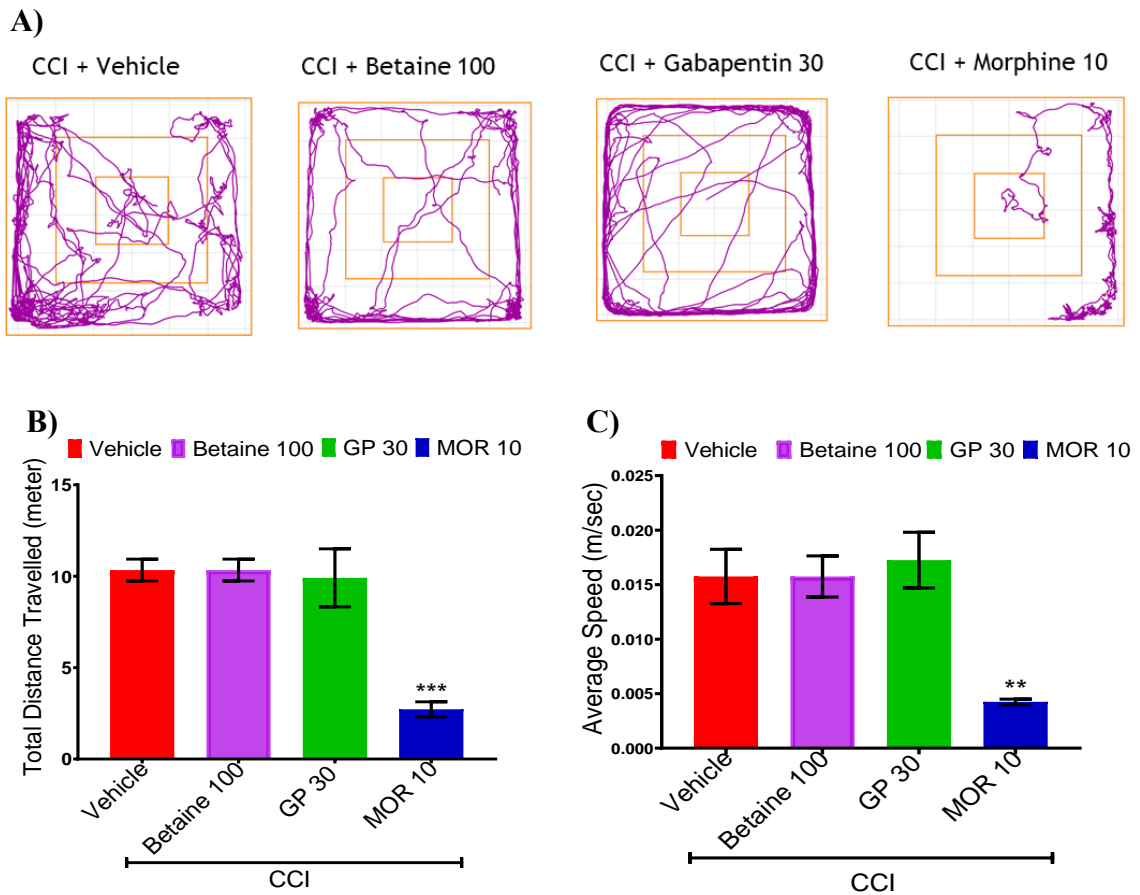 A)
CCI + Vehicle
CCI + Betaine 100
CCI + Gabapentin 30
CCI + Morphine 10
B)
Vehicle Betaine 100 GP 30 MOR 10
Total Distance Travelled (meter)
15
10
5
0
***
Vehicle
Betaine 100
GP 30
MOR 10
CCI
C)
Vehicle Betaine 100 GP 30 MOR 10
Average Speed (m/sec)
0.025
0.020
0.015
0.010
0.005
0.000
**
Vehicle
Betaine 100
GP 30
MOR 10
CCI